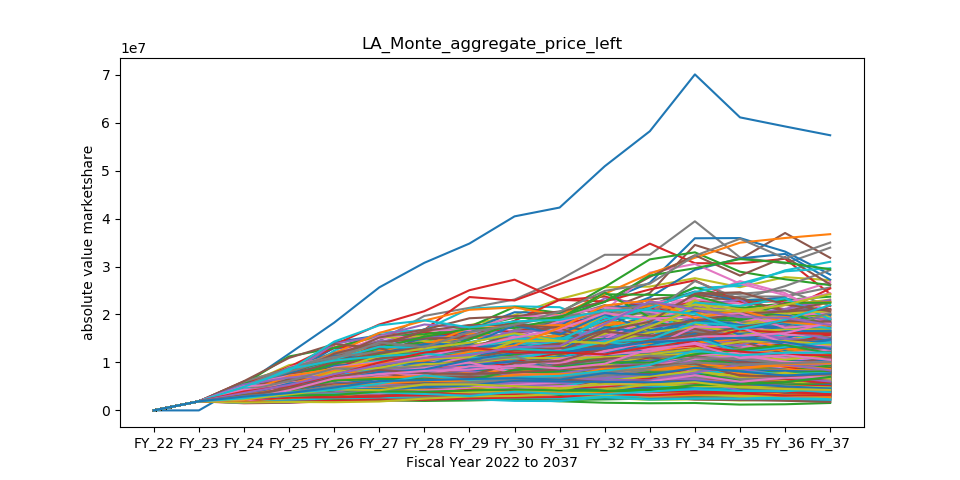 LA_Monte_aggregate_price_left
1e7
7
6
5
4
3
2
1
0
absolute value marketshare
FY_22 FY_23 FY_24 FY_25 FY_26 FY_27 FY_28 FY_29 FY_30 FY_31 FY_32 FY_33 FY_34 FY_35 FY_36 FY_37
Fiscal Year 2022 to 2037